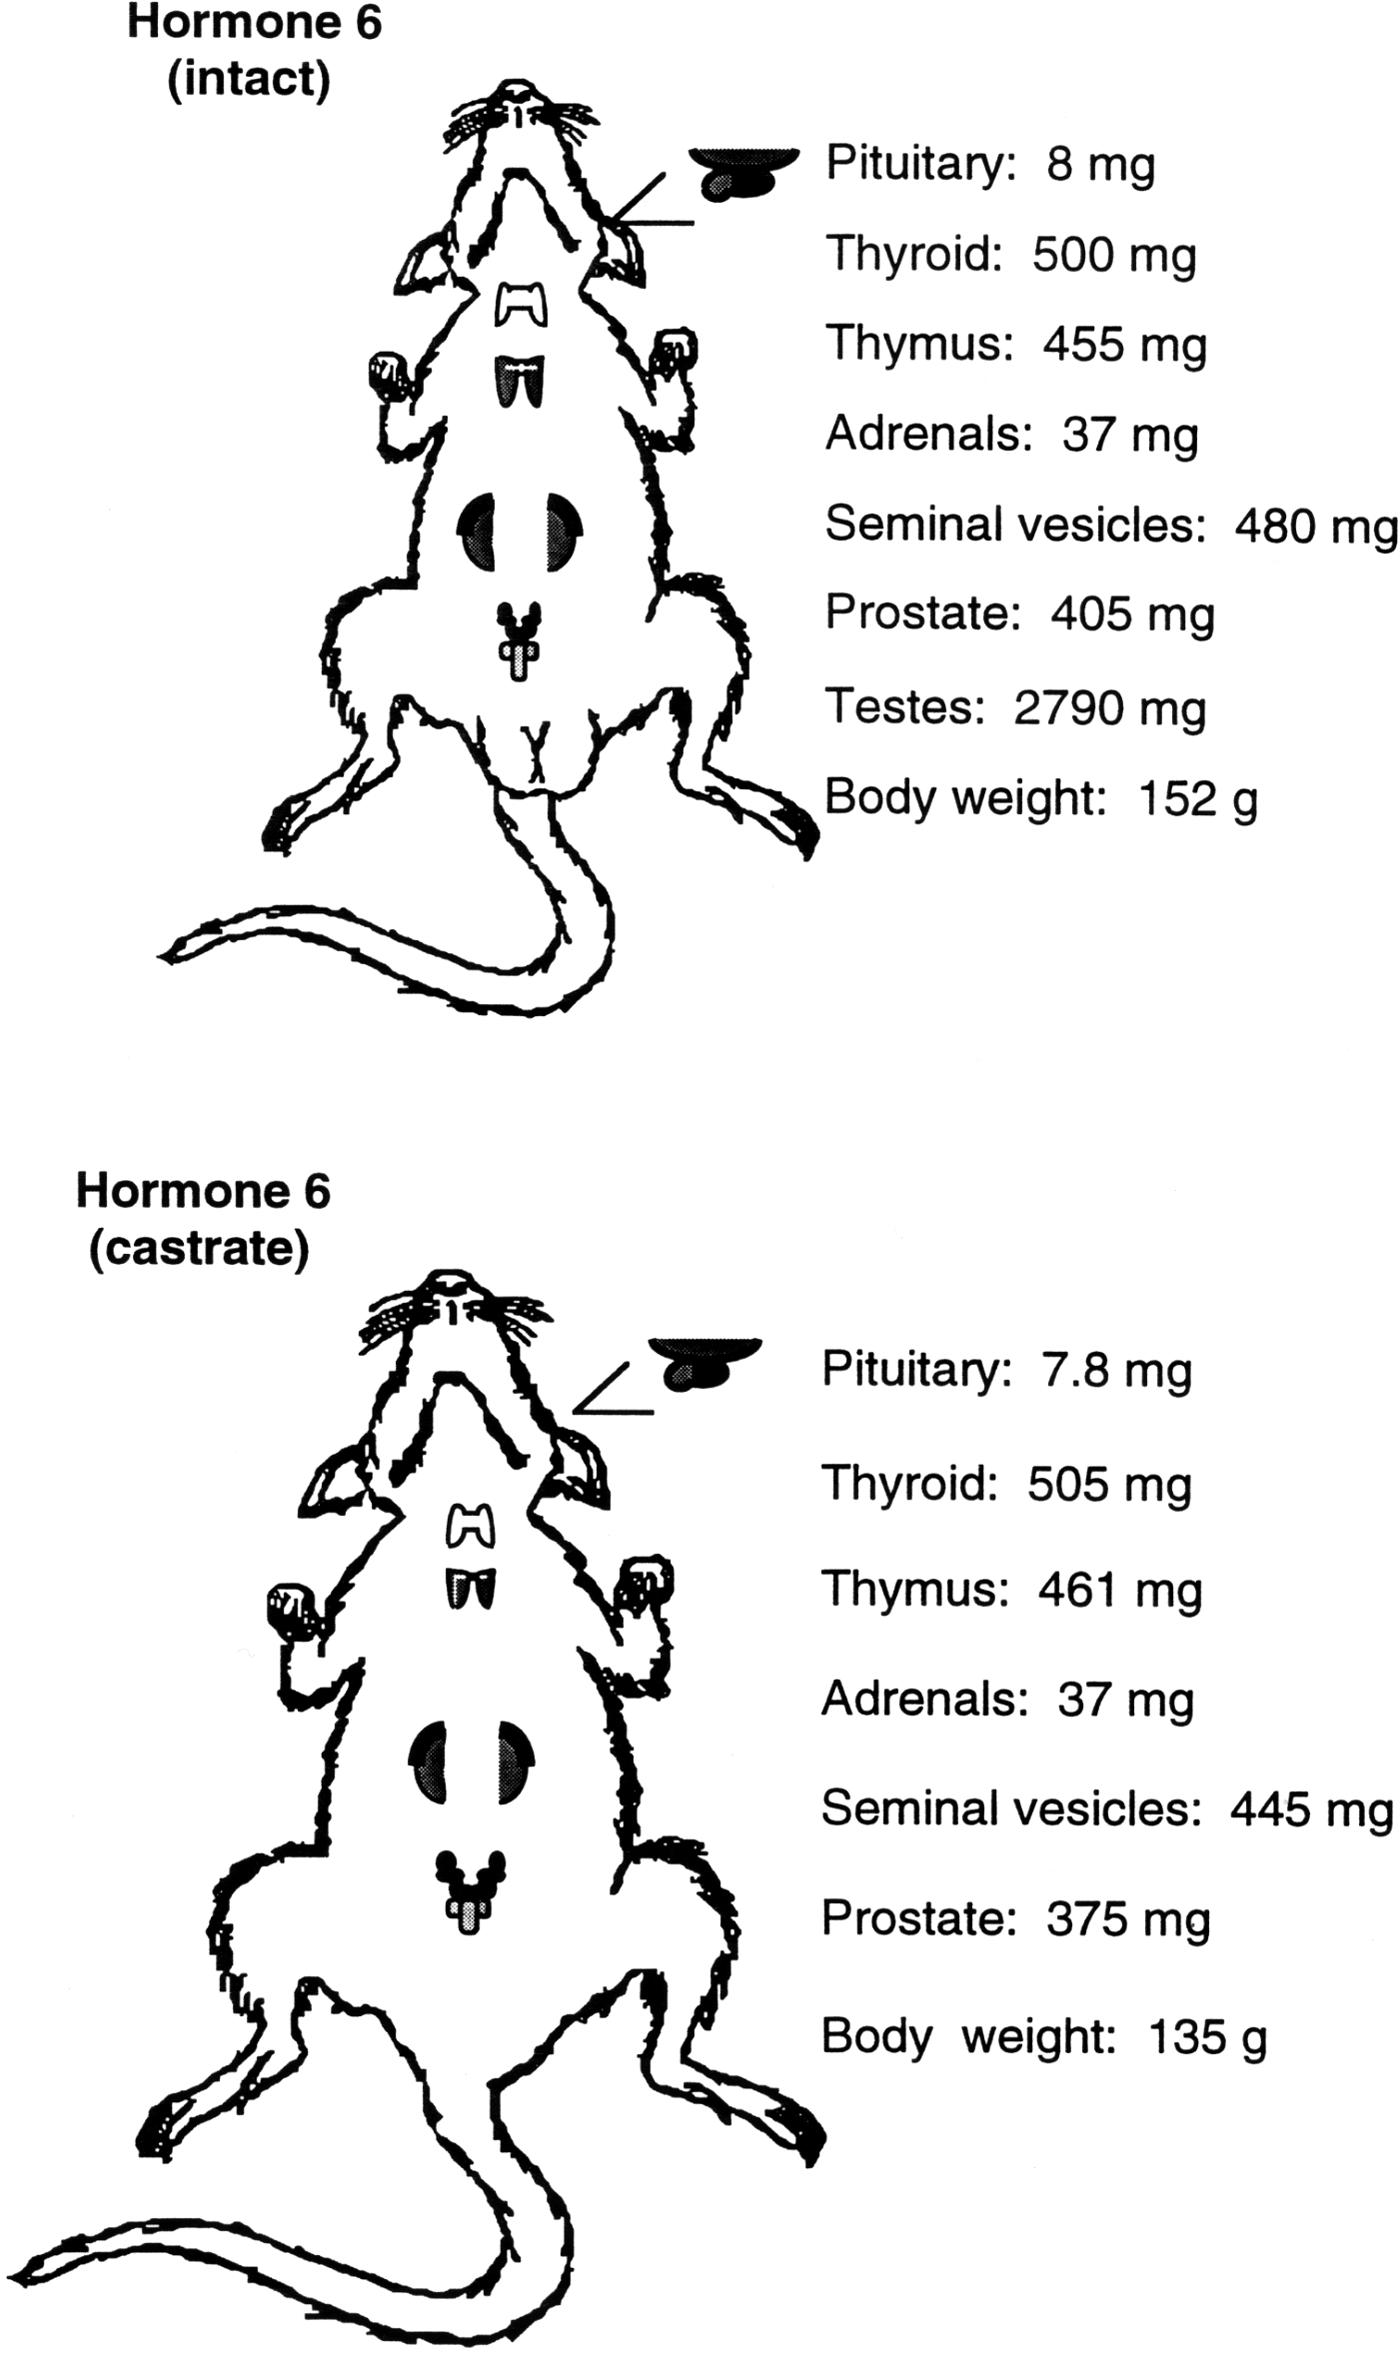 Hormone 6
(intact)
Pituitary: 8 mg
Thyroid: 500 mg
Thymus: 455 mg
Adrenals: 37 mg
Seminal vesicles: 480 mg
Prostate: 405 mg
Testes: 2790 mg
Body weight: 152 g
Hormone 6
(castrate)
Pituitary: 7.8 mg
Thyroid: 505 mg
Thymus: 461 mg
Adrenals: 37 mg
Seminal vesicles: 445 mg
Prostate: 375 mg
Body weight: 135 g